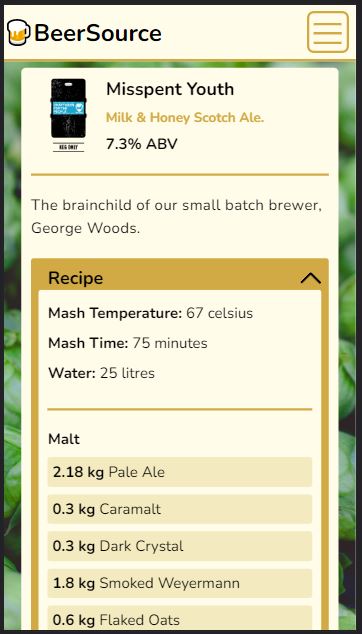 BeerSource
Misspent Youth
Milk & Honey Scotch Ale.
7.3% ABV
KEG ONLY
The brainchild of our small batch brewer,
George Woods.
Recipe
Mash Temperature: 67 celsius
Mash Time: 75 minutes
Water: 25 litres
Malt
2.18 kg Pale Ale
0.3 kg Caramalt
0.3 kg Dark Crystal
1.8 kg Smoked Weyermann
0.6 kg Flaked Oats